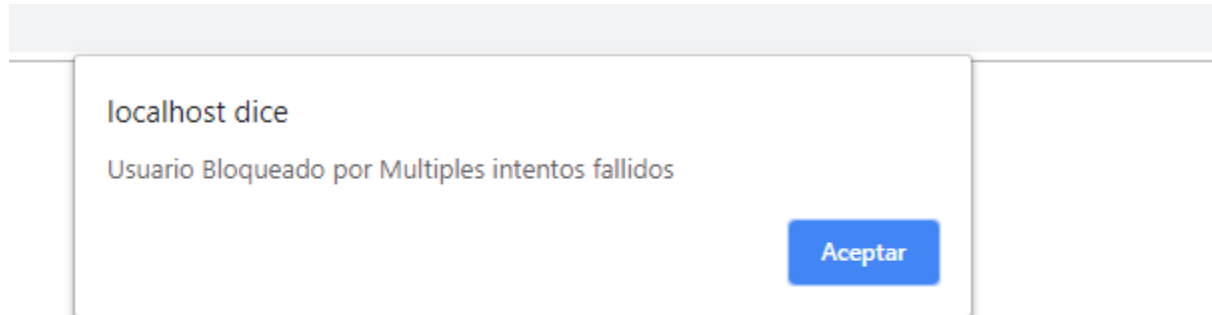 localhost dice
Usuario Bloqueado por Multiples intentos fallidos
Aceptar